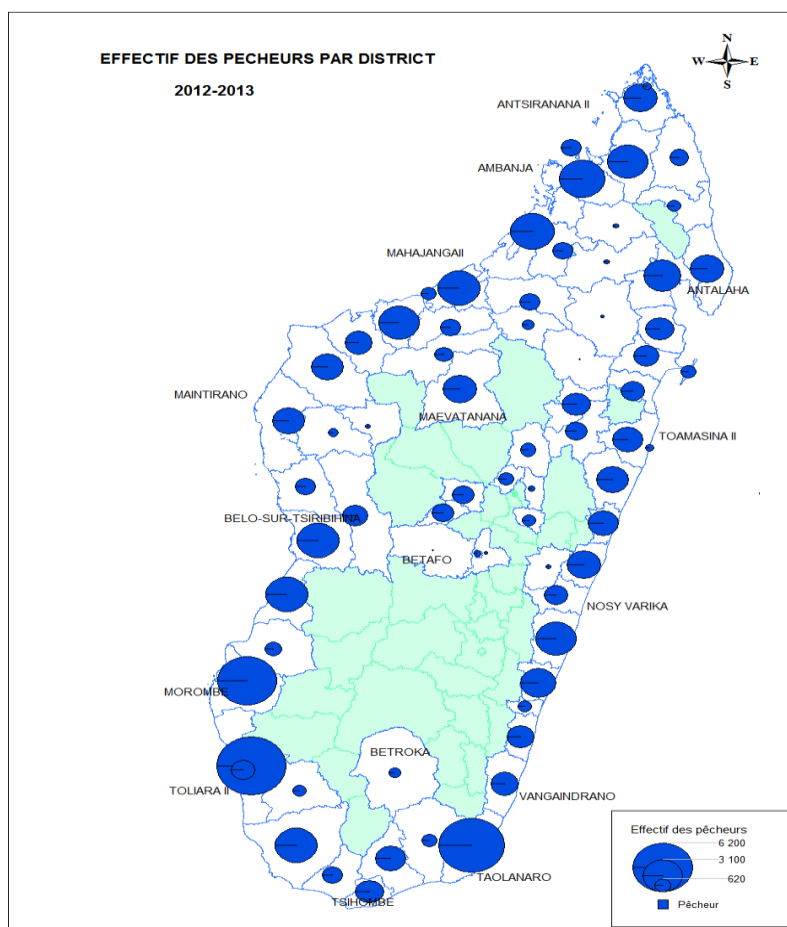 EFFECTIF DES PECHEURS PAR DISTRICT
2012-2013
N
W E
S
ANTSIRANANA II
AMBANJA
MAHAJANGAII
ANTALAHA
MAINTIRANO
MAEVATANANA
TOAMASINA II
BELO-SUR-TSIRIBIHINA
BETAFO
NOSY VARIKA
MOROMBE
BETROKA
TOLIARA II
VANGAINDRANO
TAOLANARO
TSIHOMBE
Effectif des pêcheurs
6 200
3 100
620
Pêcheur